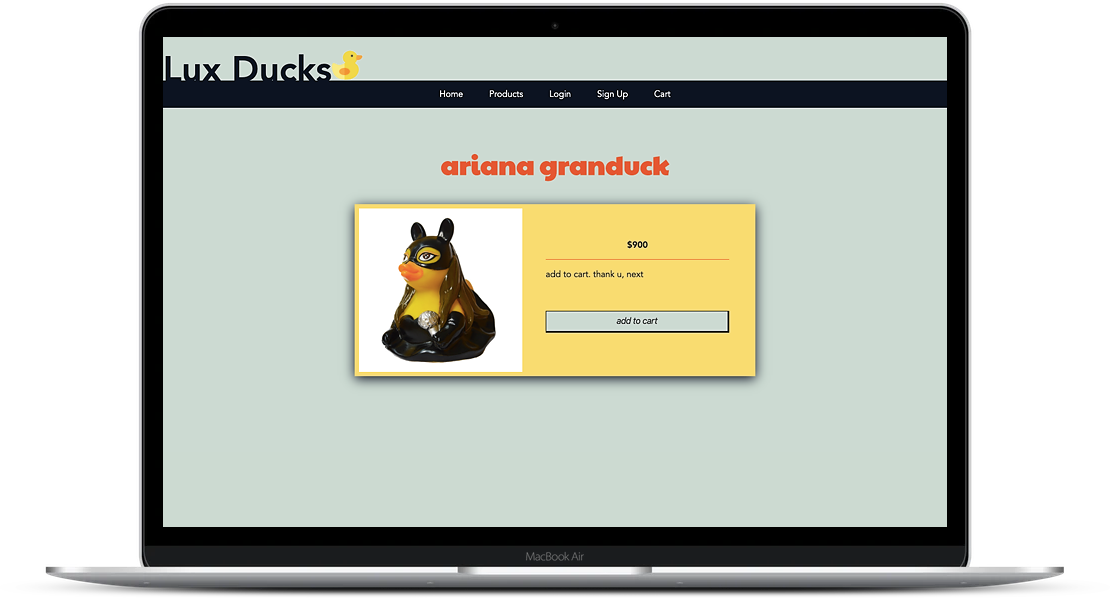 Lux Ducks
Home Products Login Sign Up Cart
ariana granduck
$900
add to cart. thank u, next
add to cart
MacBook Air